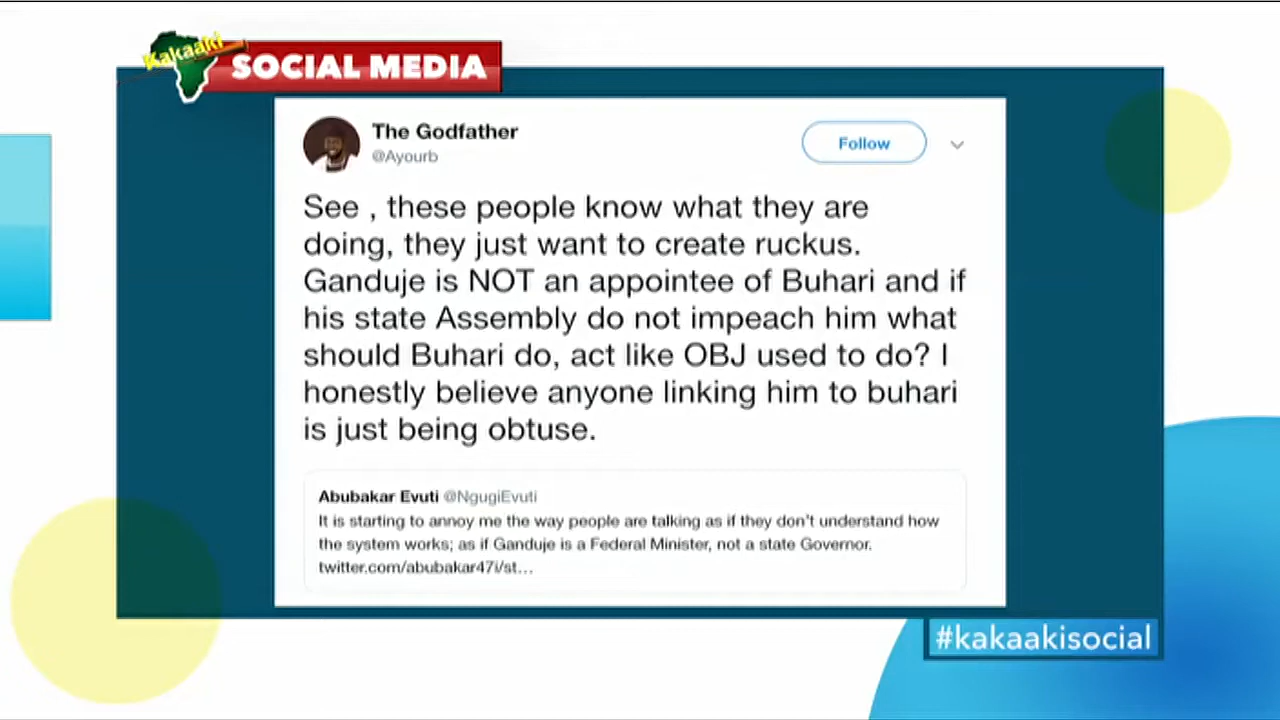 Kakaaki
SOCIAL MEDIA
The Godfather
@Ayourb
Follow
See , these people know what they are
doing, they just want to create ruckus.
Ganduje is NOT an appointee of Buhari and if
his state Assembly do not impeach him what
should Buhari do, act like OBJ used to do? I
honestly believe anyone linking him to buhari
is just being obtuse.
Abubakar Evuti @NgugiEvuti
It is starting to annoy me the way people are talking as if they don't understand how
the system works; as if Ganduje is a Federal Minister, not a state Governor.
twitter.com/abubakar47i/st...
#kakaakisocial